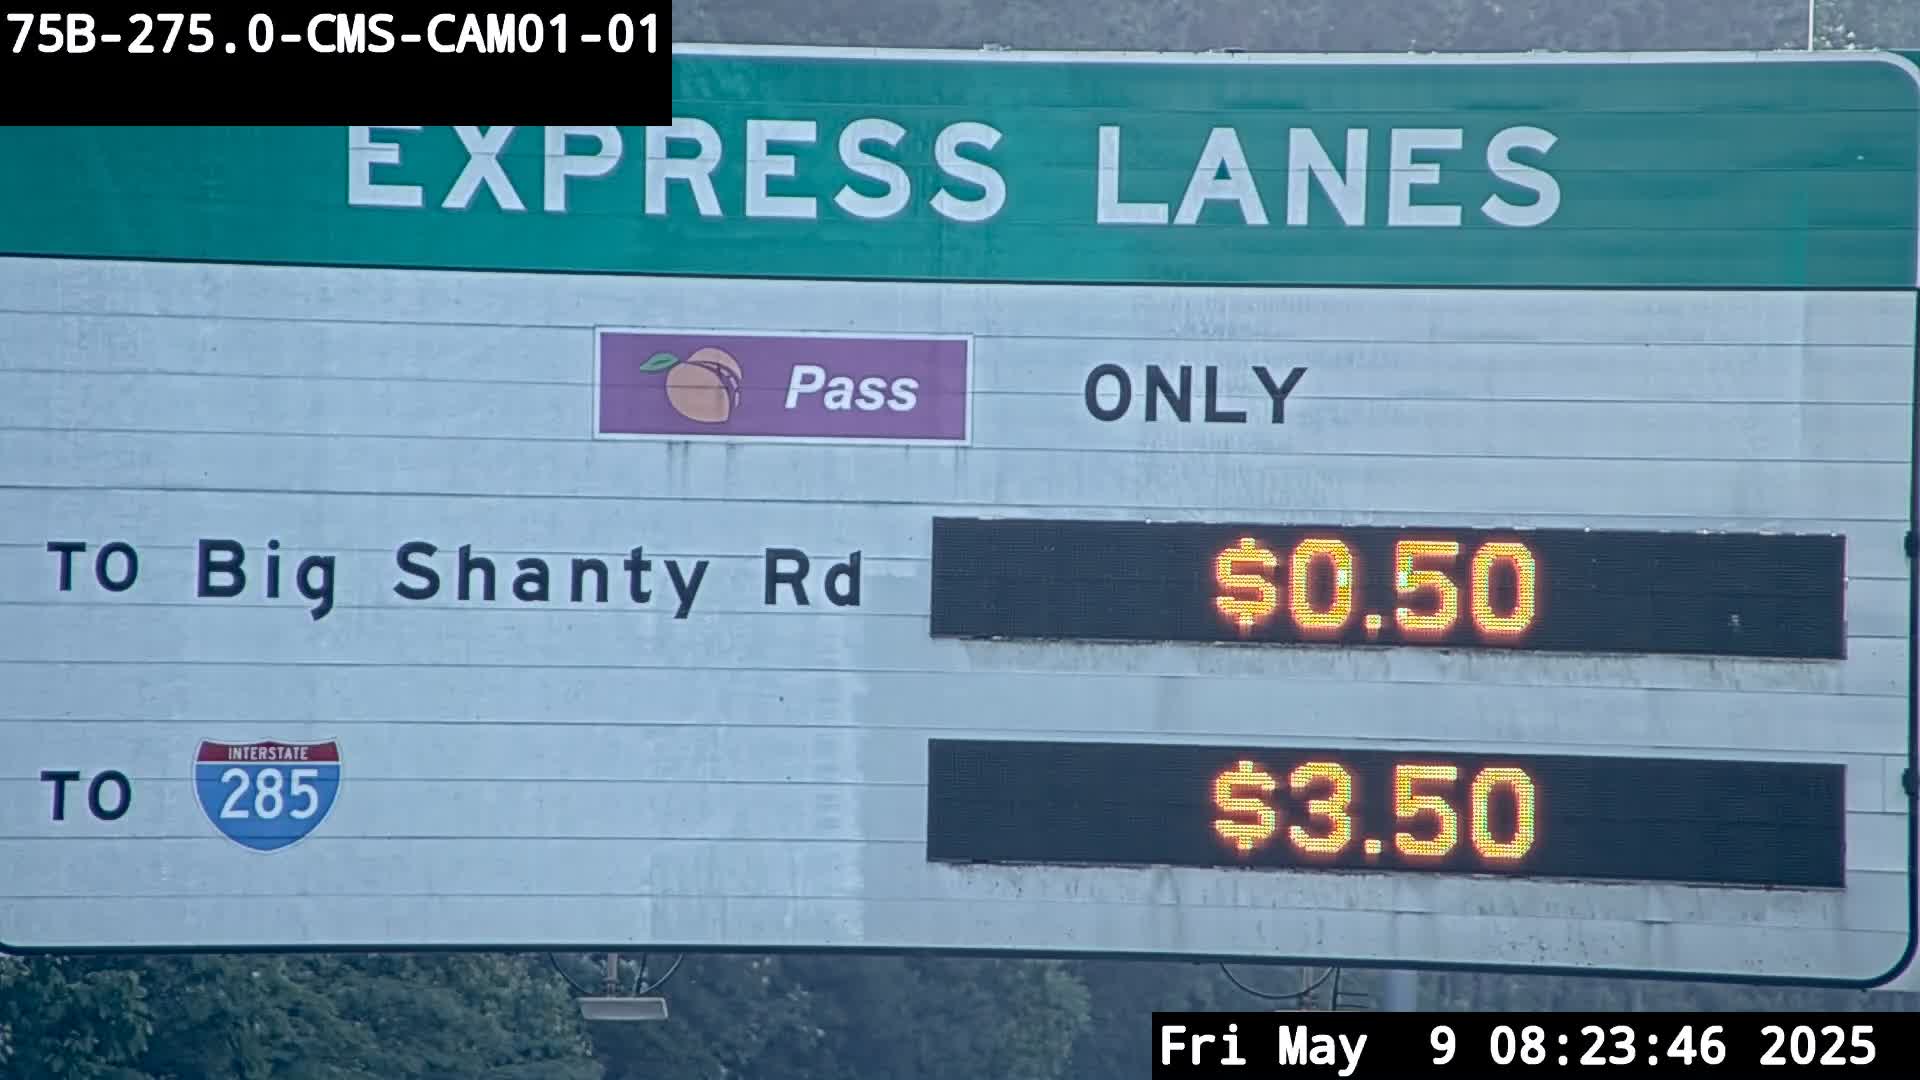 75B-275.0-CMS-CAM01-01
EXPRESS LANES
Pass ONLY
TO Big Shanty Rd $0.50
INTERSTATE
TO 285 $3.50
Fri May 9 08:23:46 2025